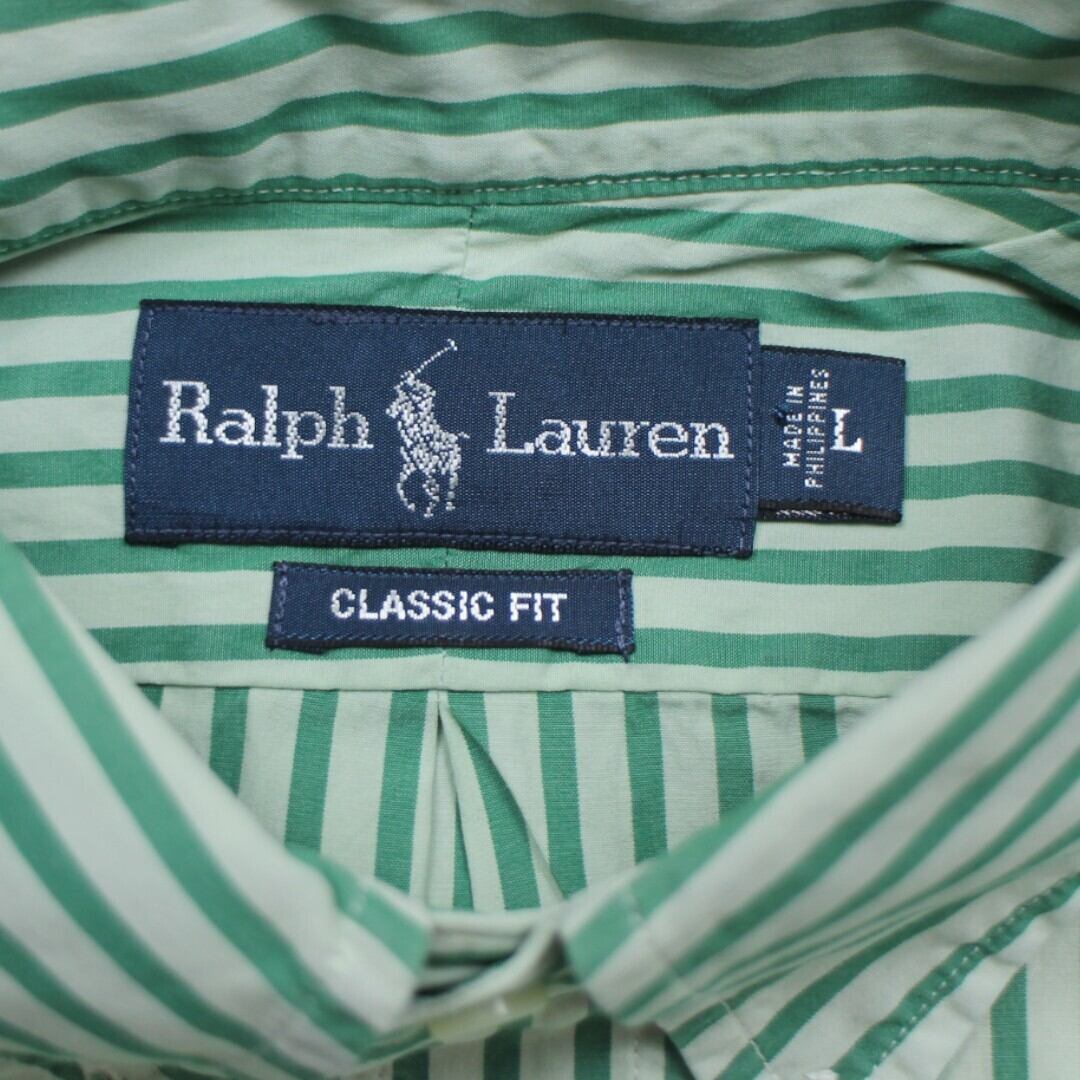 Ralph Lauren
MADE IN
PHILIPPINES
L
CLASSIC FIT